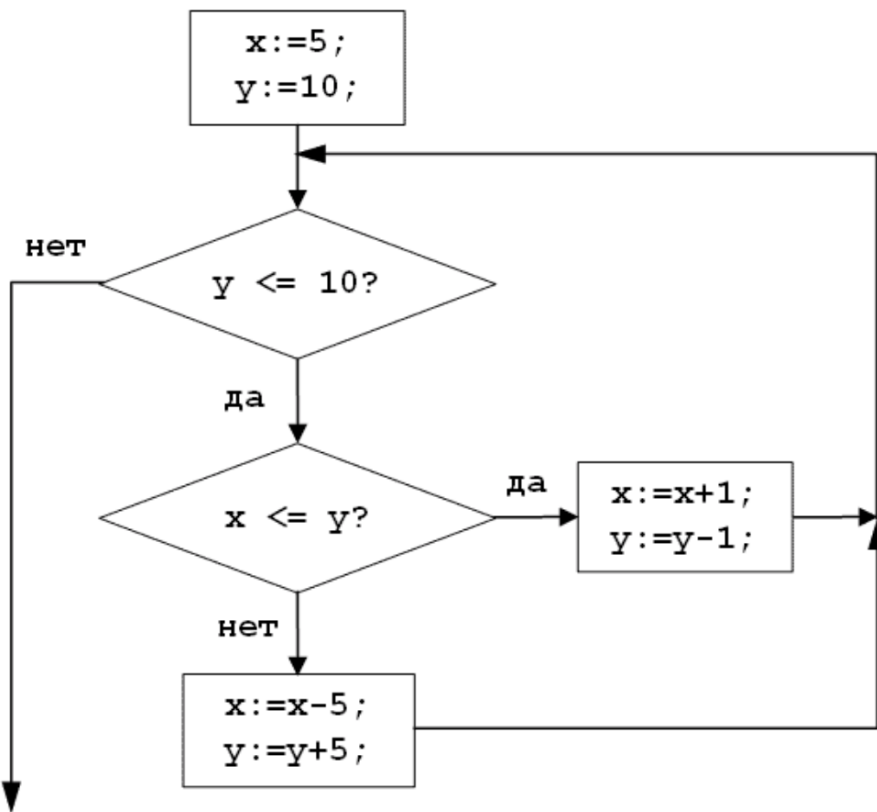 x:=5;
y:=10;
нет
y <= 10?
да
x <= y?
да
x:=x+1;
y:=y-1;
нет
x:=x-5;
y:=y+5;